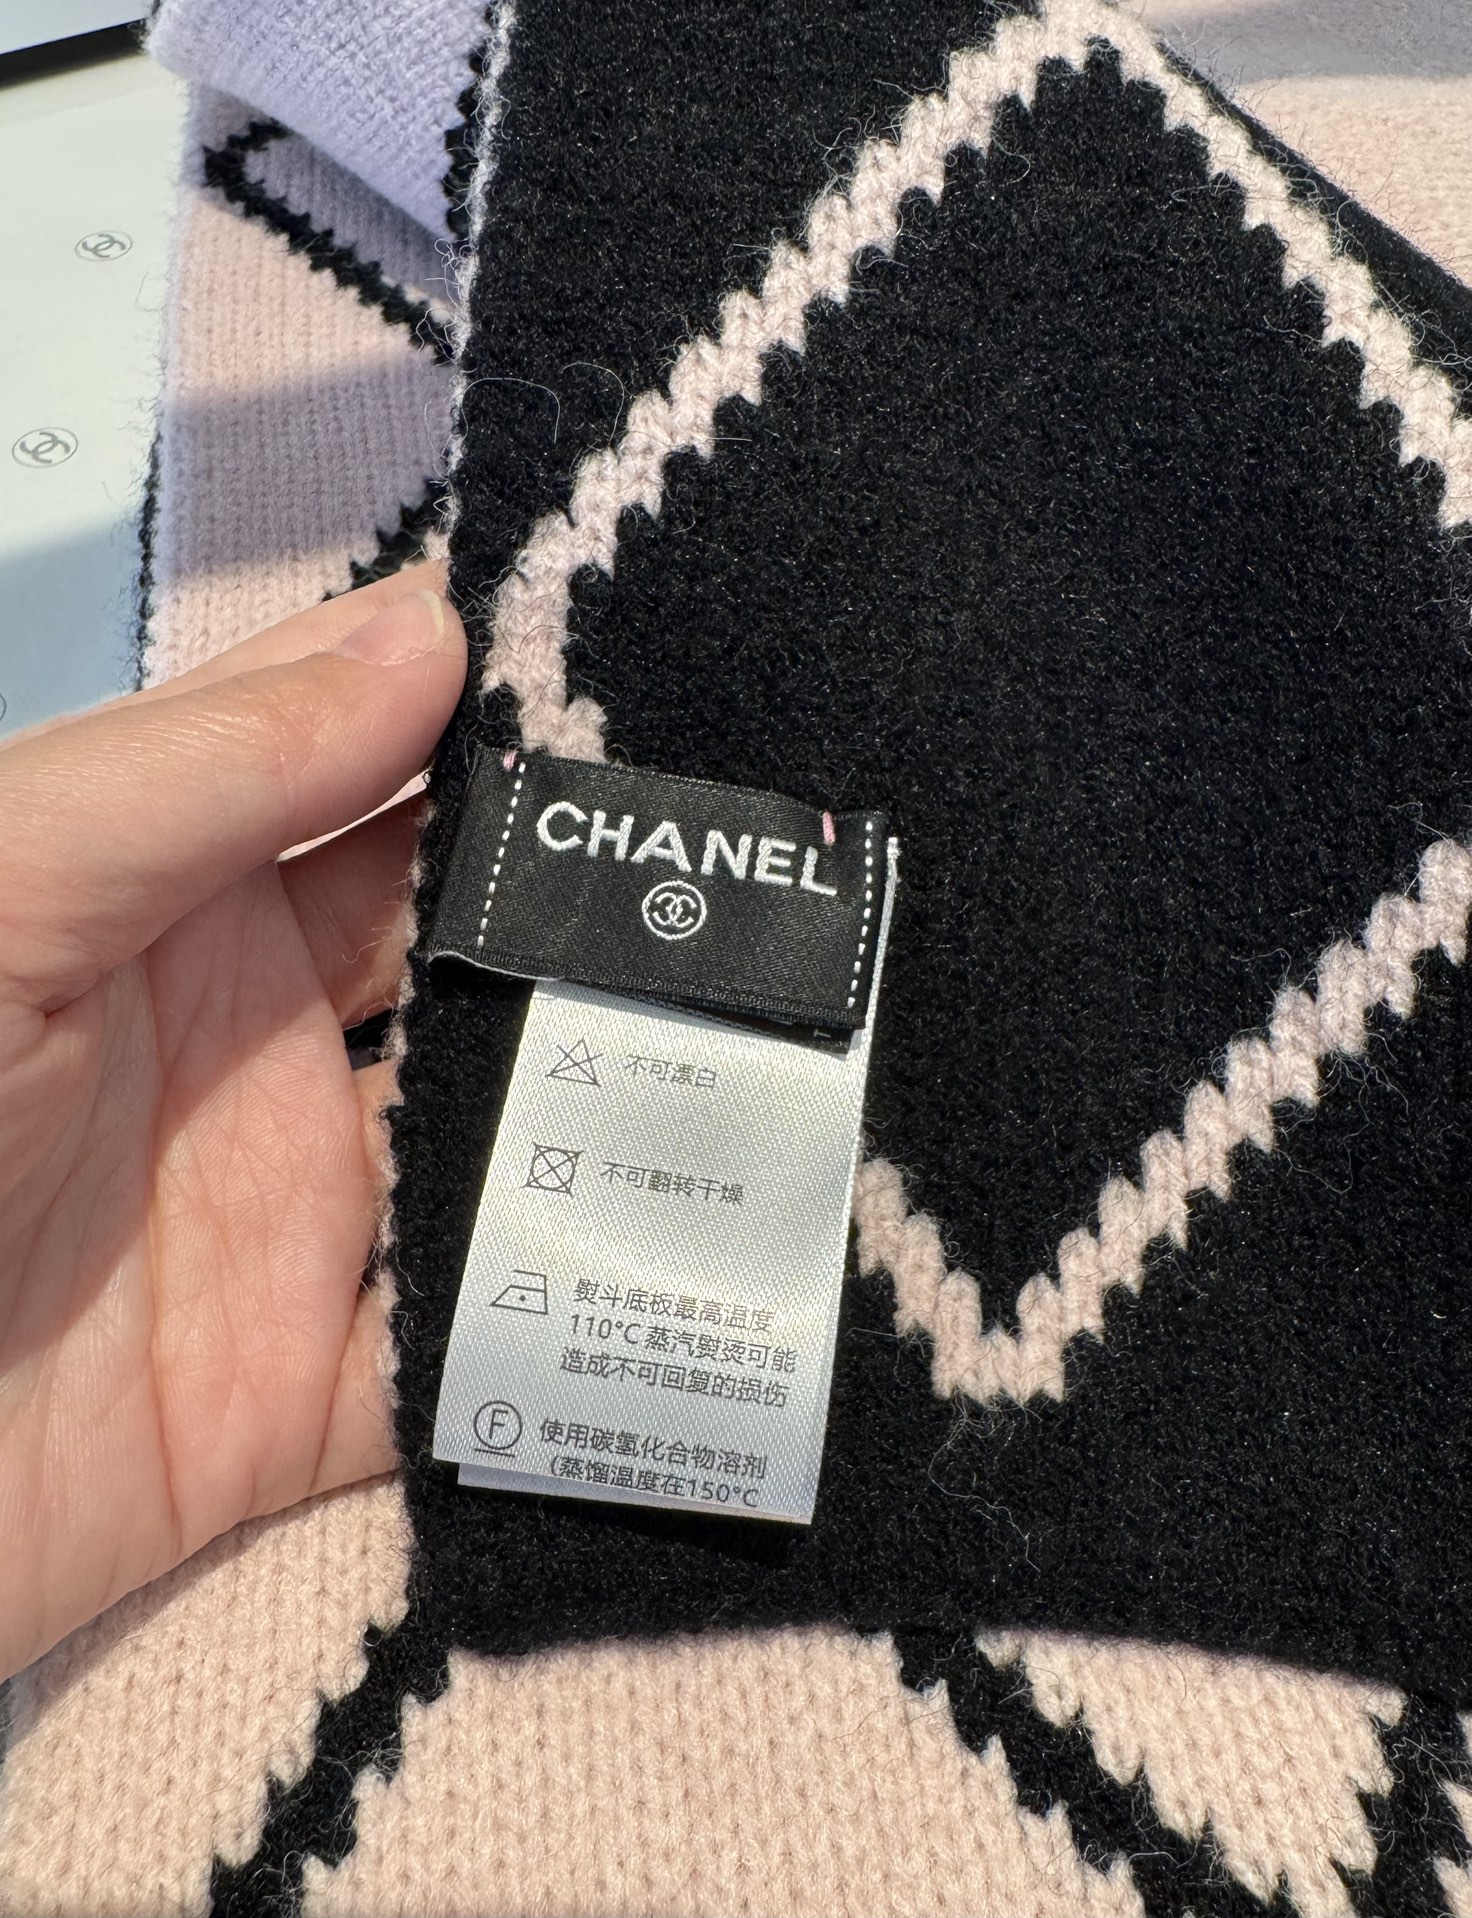 CHANEL
不可漂白
不可翻转干燥
熨斗底板最高温度
110°C 蒸汽熨烫可能
造成不可回复的损伤
F
使用碳氢化合物溶剂
(蒸馏温度在150°C